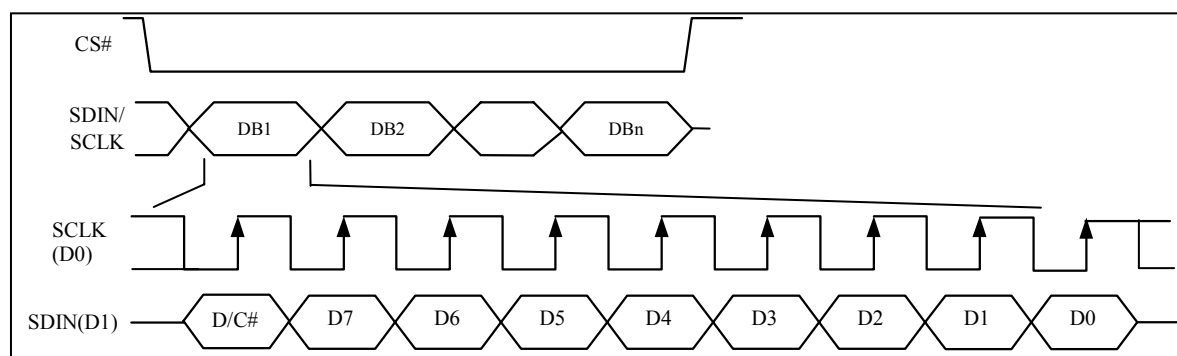 CS#
SDIN/
SCLK
DB1 DB2 DBn
SCLK
(D0)
SDIN(D1) D/C# D7 D6 D5 D4 D3 D2 D1 D0